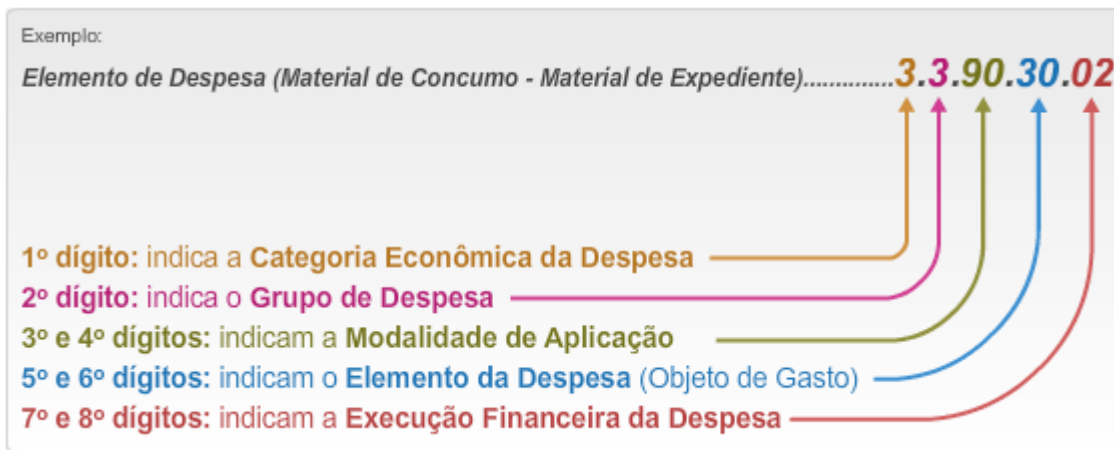 Exemplo:
Elemento de Despesa (Material de Concumo - Material de Expediente)..............3.3.90.30.02
1º dígito: indica a Categoria Econômica da Despesa
2º dígito: indica o Grupo de Despesa
3º e 4º dígitos: indicam a Modalidade de Aplicação
5º e 6º dígitos: indicam o Elemento da Despesa (Objeto de Gasto)
7º e 8º dígitos: indicam a Execução Financeira da Despesa